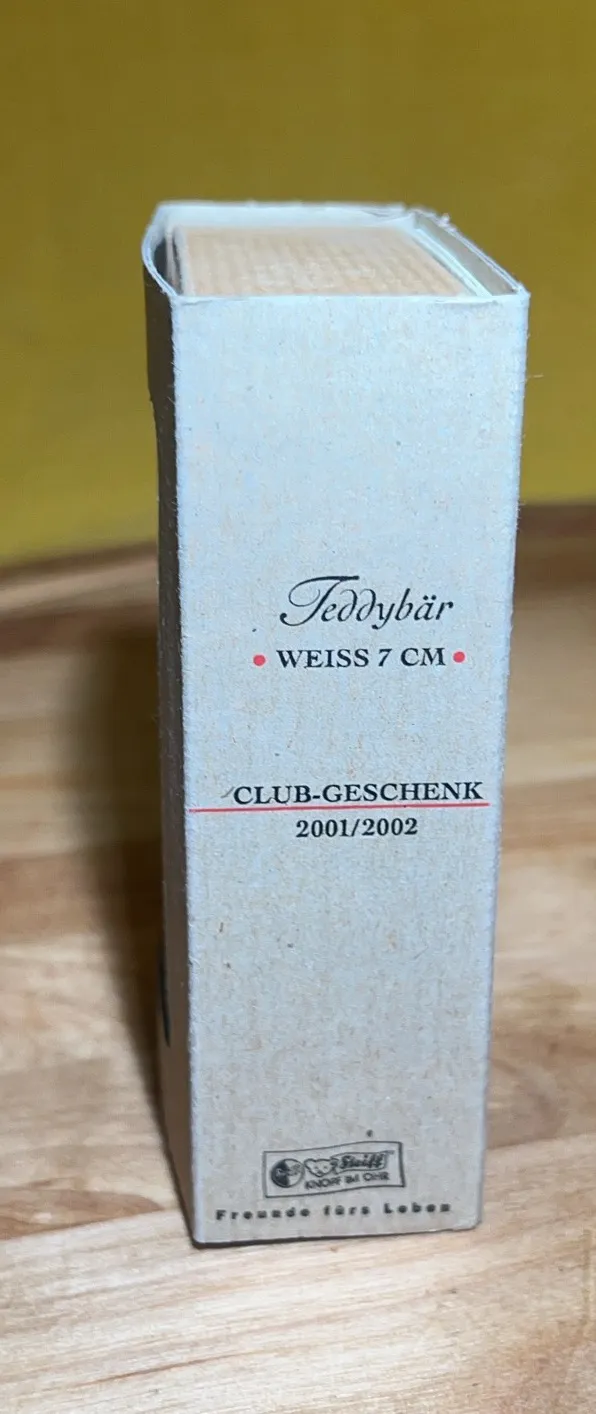 Teddybär
• WEISS 7 CM •
CLUB-GESCHENK
2001/2002
Steiff
KNOPF IM OHR
Freunde fürs Leben